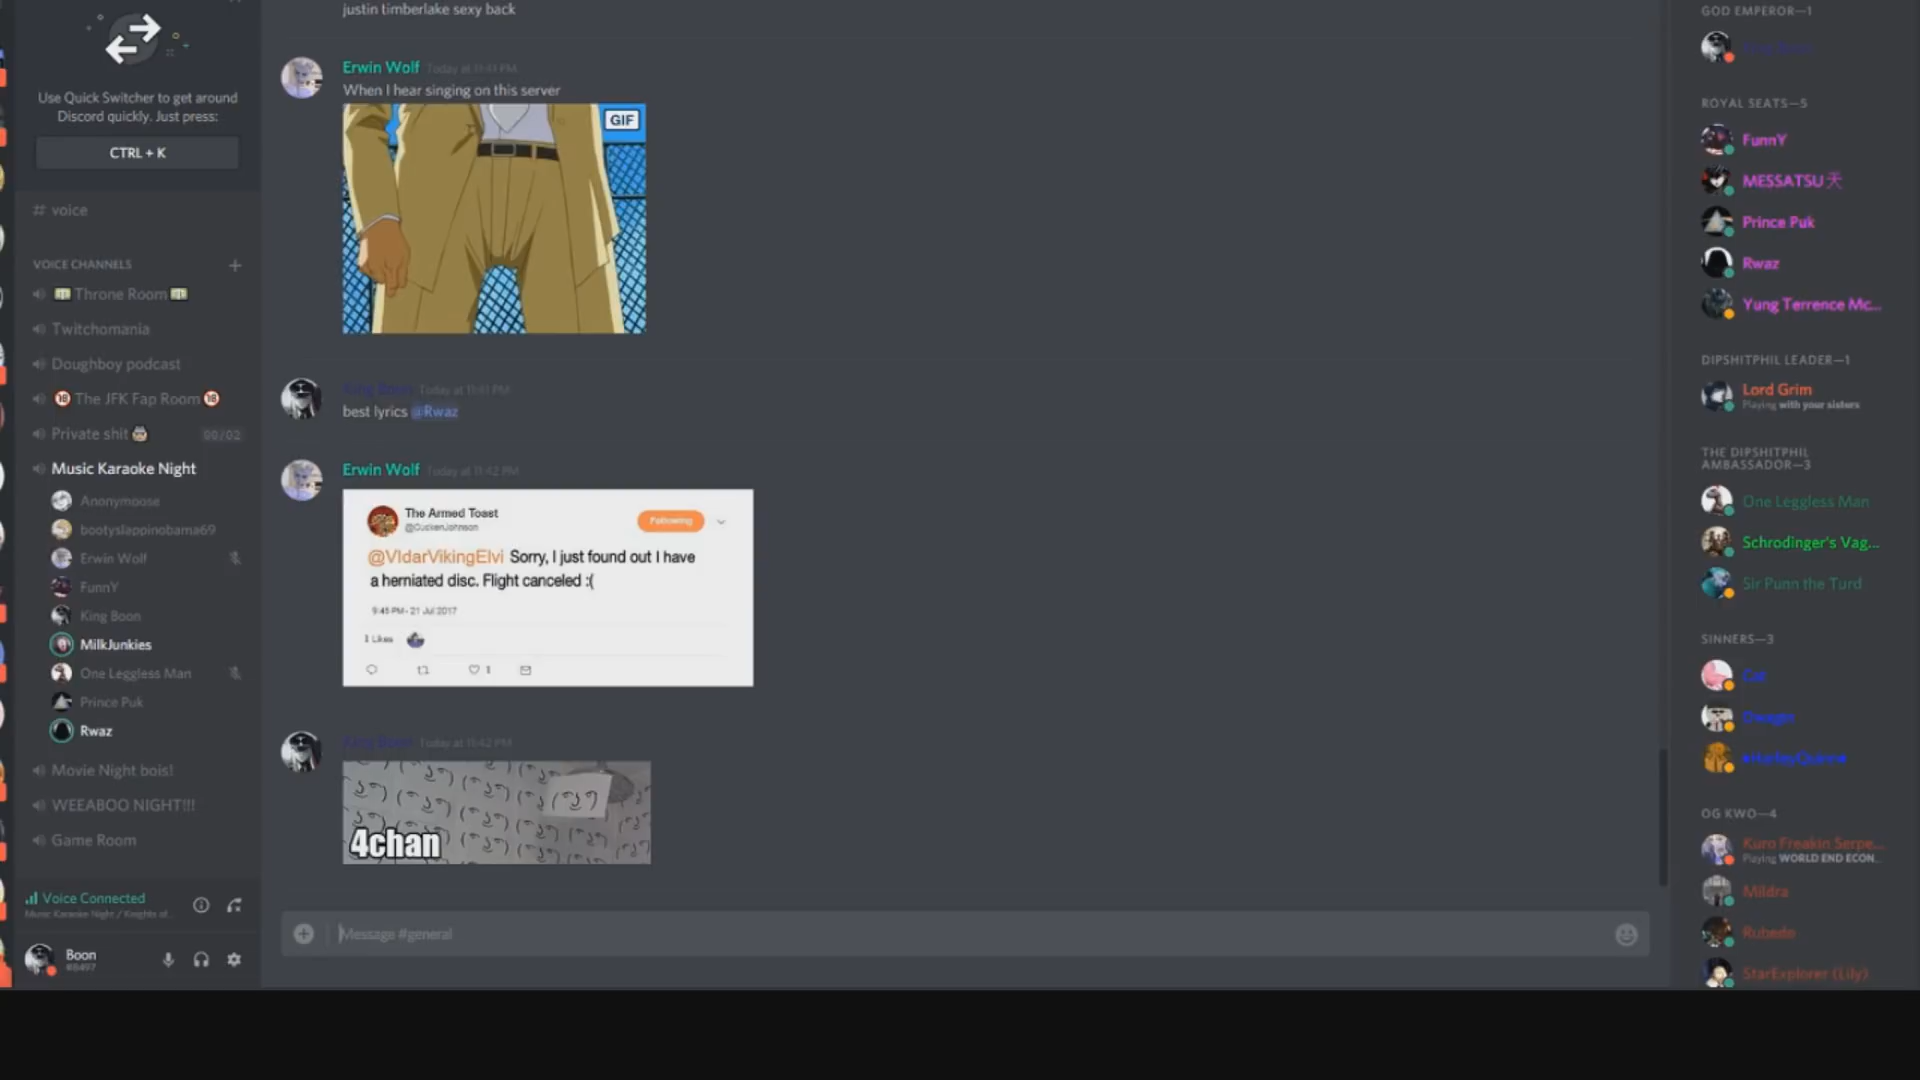 Use Quick Switcher to get around
Discord quickly. Just press:
CTRL + K
# voice
VOICE CHANNELS
Throne Room
Twitchomania
Doughboy podcast
The JFK Fap Room
Private shit 00/02
Music Karaoke Night
Anonymoose
bootyslappinobama69
Erwin Wolf
FunnY
King Boon
MilkJunkies
One Leggless Man
Prince Puk
Rwaz
Movie Night bois!
WEEABOO NIGHT!!!
Game Room
Voice Connected
Music Karaoke Night / Knights of...
Boon
#8497
justin timberlake sexy back
Erwin Wolf Today at 11:41 PM
When I hear singing on this server
GIF
King Boon Today at 11:41 PM
best lyrics @Rwaz
Erwin Wolf Today at 11:42 PM
The Armed Toast
@CuckenJohnson
Following
@VIdarVikingElvi Sorry, I just found out I have
a herniated disc. Flight canceled :(
9:45 PM - 21 Jul 2017
1 Likes
1
King Boon Today at 11:42 PM
( ͡° ͜ʖ ͡°)
4chan
Message #general
GOD EMPEROR—1
King Boon
ROYAL SEATS—5
FunnY
MESSATSU天
Prince Puk
Rwaz
Yung Terrence Mc...
DIPSHITPHIL LEADER—1
Lord Grim
Playing with your sisters
THE DIPSHITPHIL
AMBASSADOR—3
One Leggless Man
Schrodinger's Vag...
Sir Punn the Turd
SINNERS—3
Cat
Dwagin
OG KWO—4
Kuro Freakin Serpe...
Playing WORLD END ECON...
Mildra
Rubedo
StarExplorer (Lily)